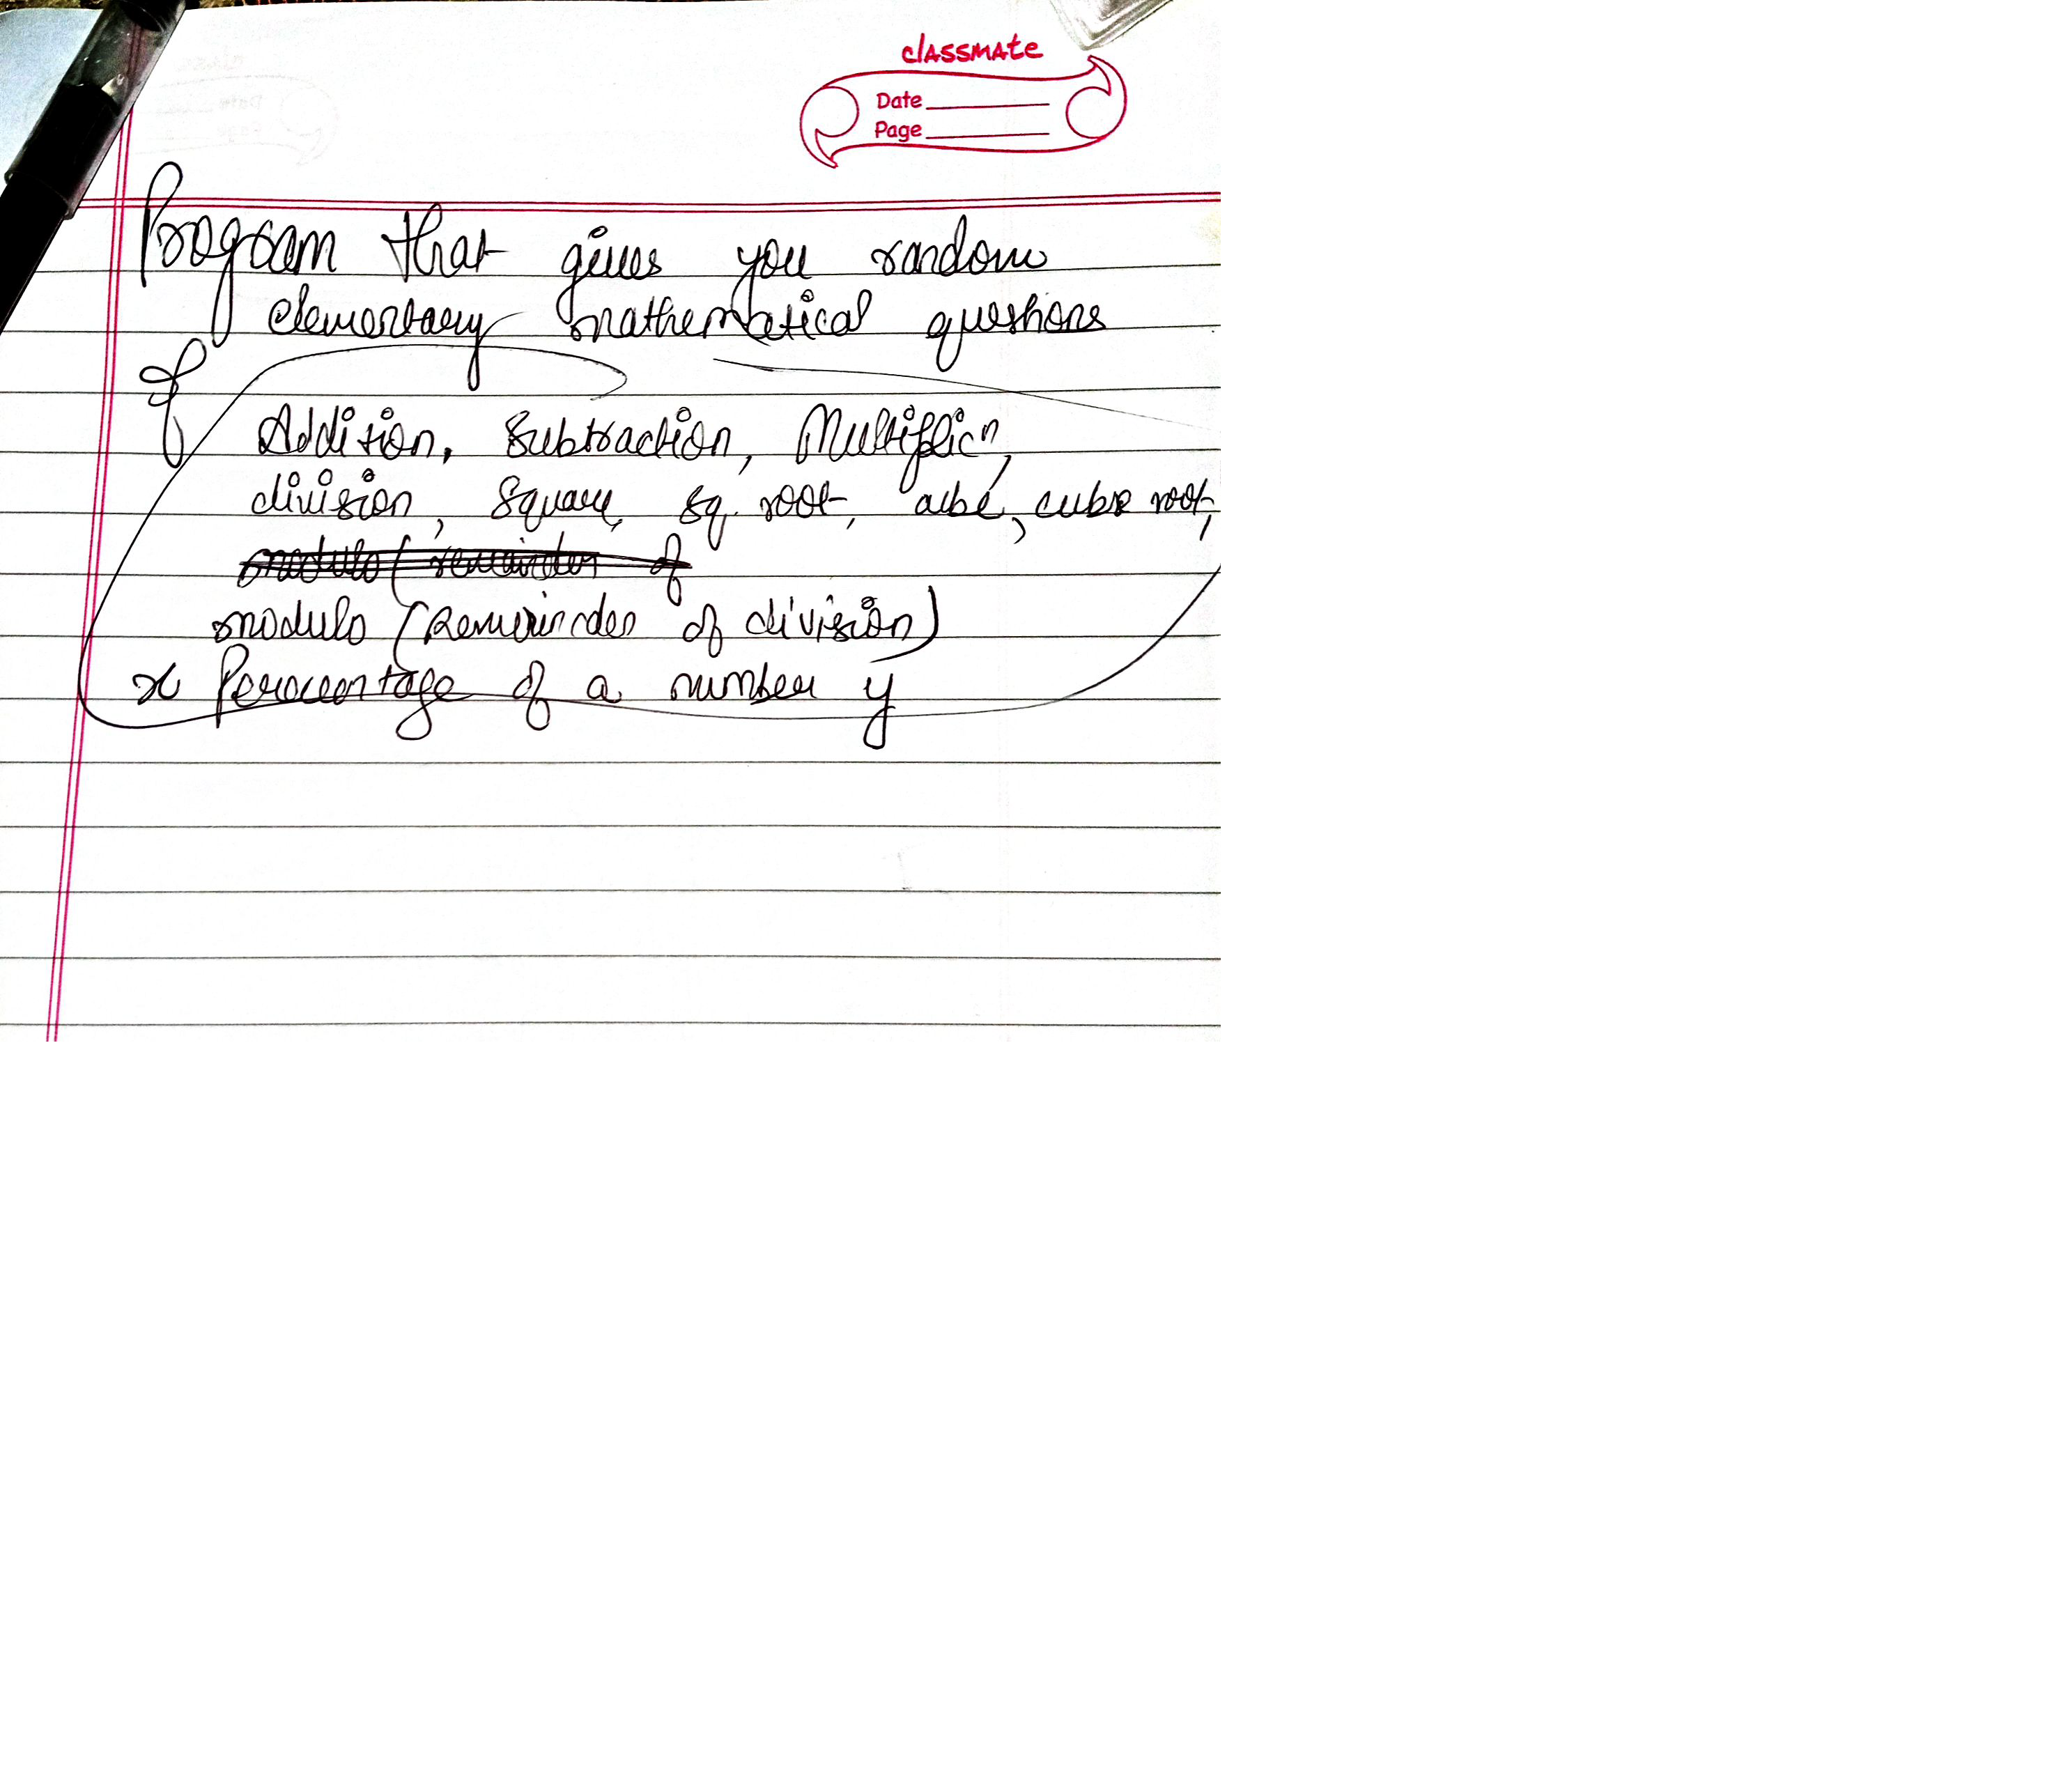 classmate
Date
Page
Program that gives you random
elementary mathematical questions
of
Addition, Subtraction, Multiplicn,
division, Square, sq. root, cube, cube root,
modulo (remainder of
modulo (Remainder of division)
x Percentage of a number y